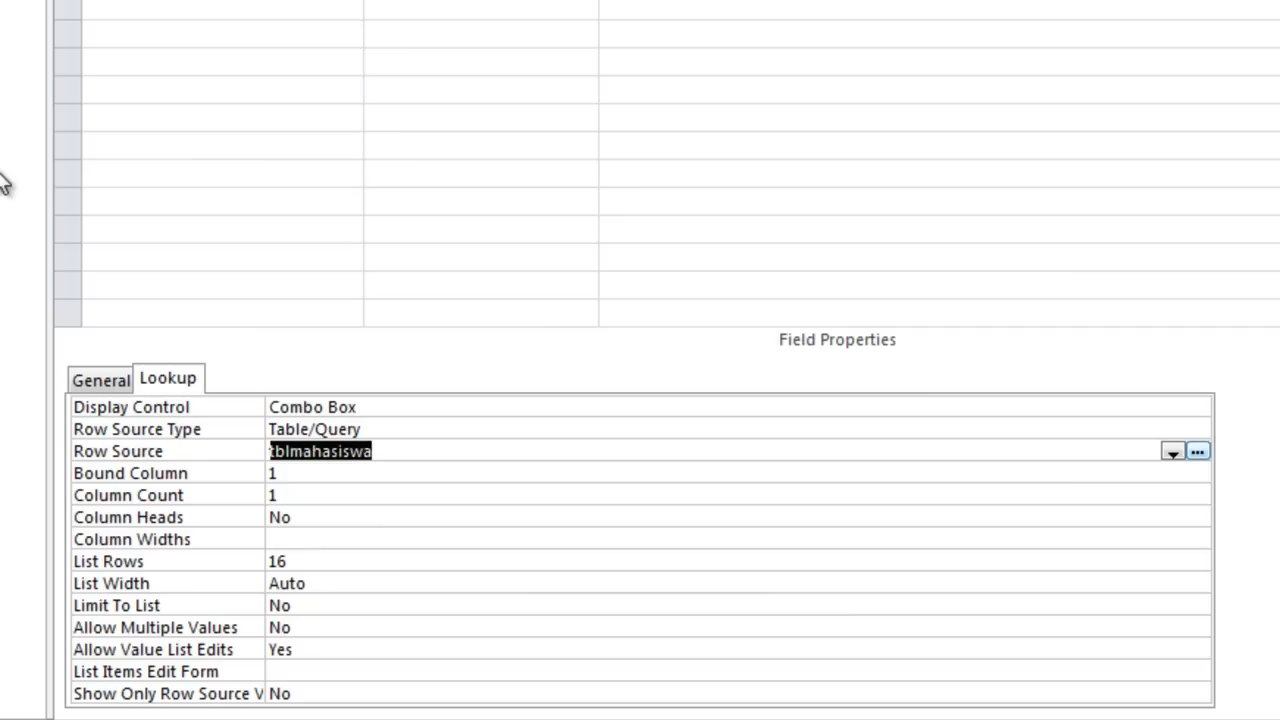 Field Properties
General Lookup
Display Control Combo Box
Row Source Type Table/Query
Row Source tblmahasiswa
Bound Column 1
Column Count 1
Column Heads No
Column Widths
List Rows 16
List Width Auto
Limit To List No
Allow Multiple Values No
Allow Value List Edits Yes
List Items Edit Form
Show Only Row Source V No